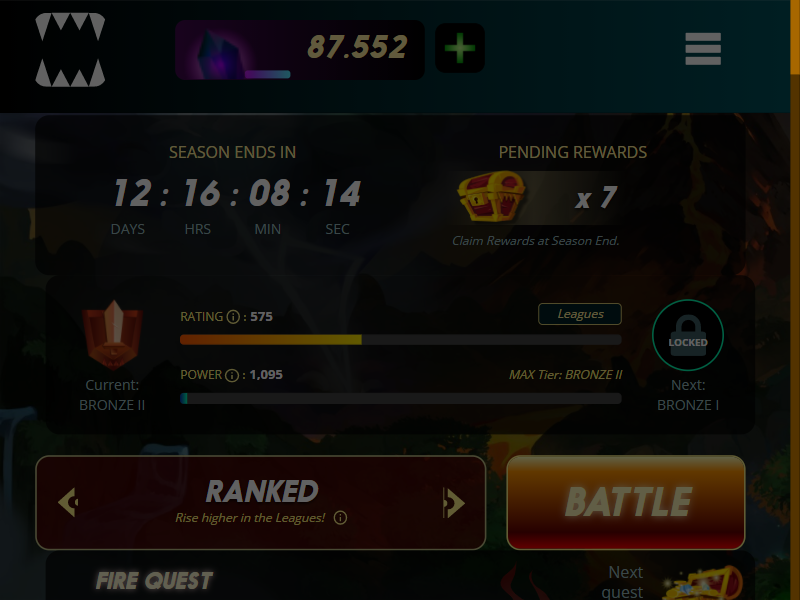 87.552
SEASON ENDS IN
12 : 16 : 08 : 14
DAYS HRS MIN SEC
PENDING REWARDS
x 7
Claim Rewards at Season End.
RATING i : 575
Leagues
POWER i : 1,095
MAX Tier: BRONZE II
Current:
BRONZE II
LOCKED
Next:
BRONZE I
RANKED
Rise higher in the Leagues! i
BATTLE
FIRE QUEST
Next
quest